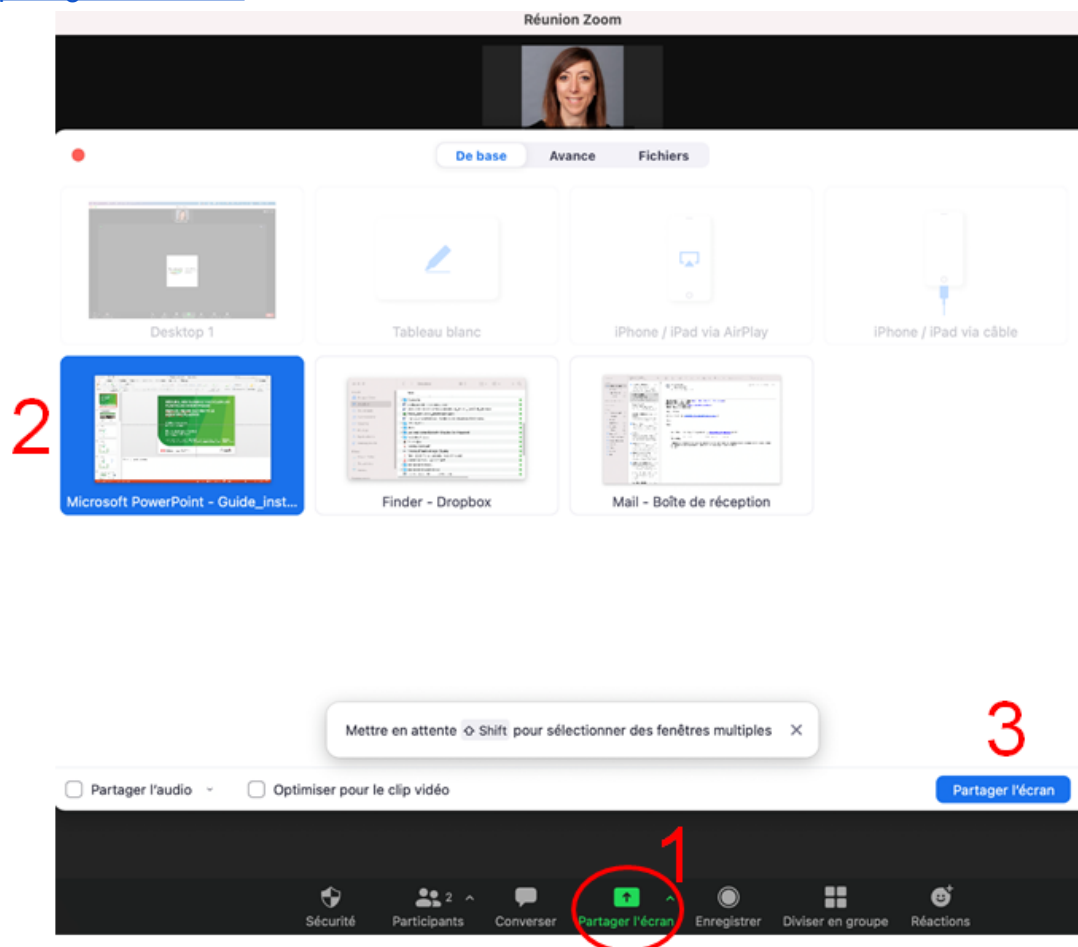 Réunion Zoom
De base Avance Fichiers
Desktop 1 Tableau blanc iPhone / iPad via AirPlay iPhone / iPad via câble
2
Microsoft PowerPoint - Guide_inst... Finder - Dropbox Mail - Boîte de réception
Mettre en attente Shift pour sélectionner des fenêtres multiples
3
Partager l'audio Optimiser pour le clip vidéo Partager l'écran
1
2
Sécurité Participants Converser Partager l'écran Enregistrer Diviser en groupe Réactions